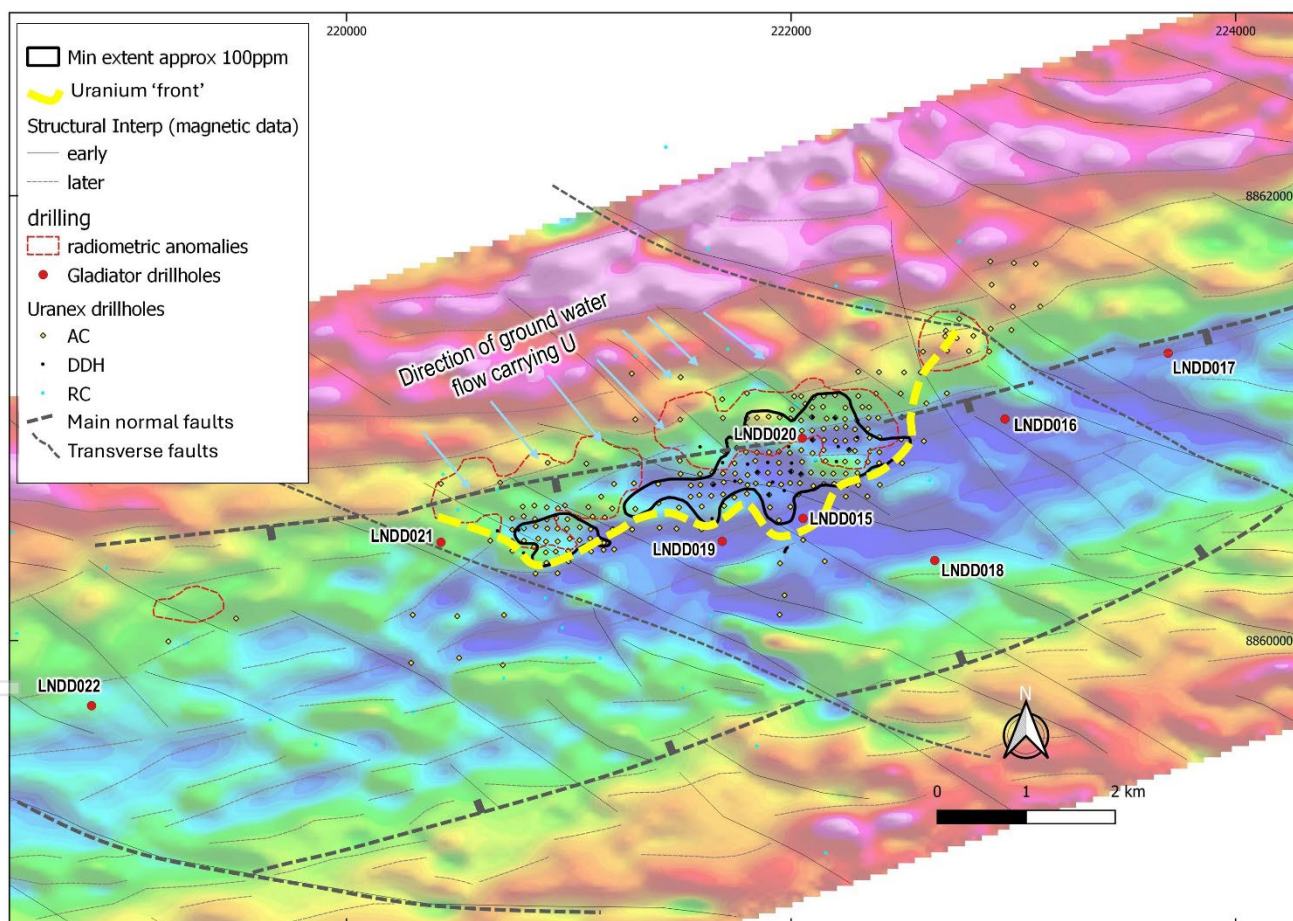 220000
222000
224000
Min extent approx 100ppm
Uranium ‘front’
Structural Interp (magnetic data)
early
later
drilling
radiometric anomalies
Gladiator drillholes
Uranex drillholes
AC
DDH
RC
Main normal faults
Transverse faults
8862000
Direction of ground water
flow carrying U
LNDD017
LNDD016
LNDD020
LNDD015
LNDD021
LNDD019
LNDD018
8860000
LNDD022
N
0 1 2 km